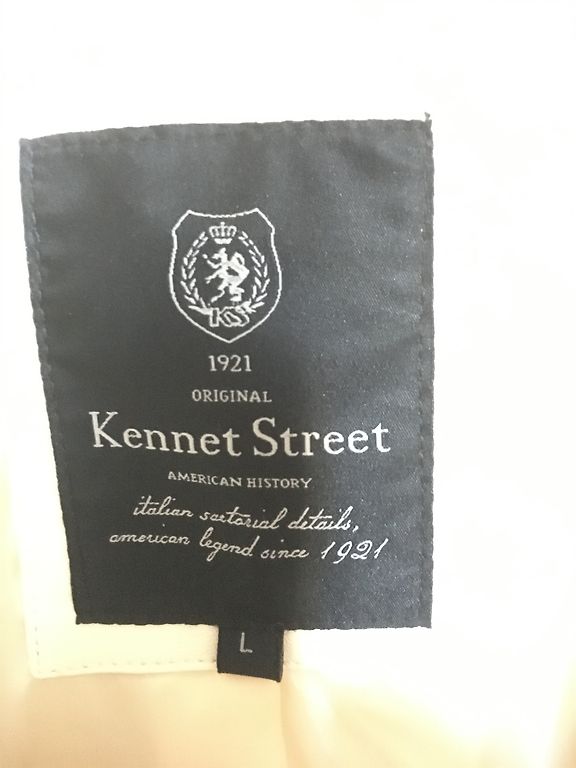 KS
1921
ORIGINAL
Kennet Street
AMERICAN HISTORY
italian sartorial details,
american legend since 1921
L